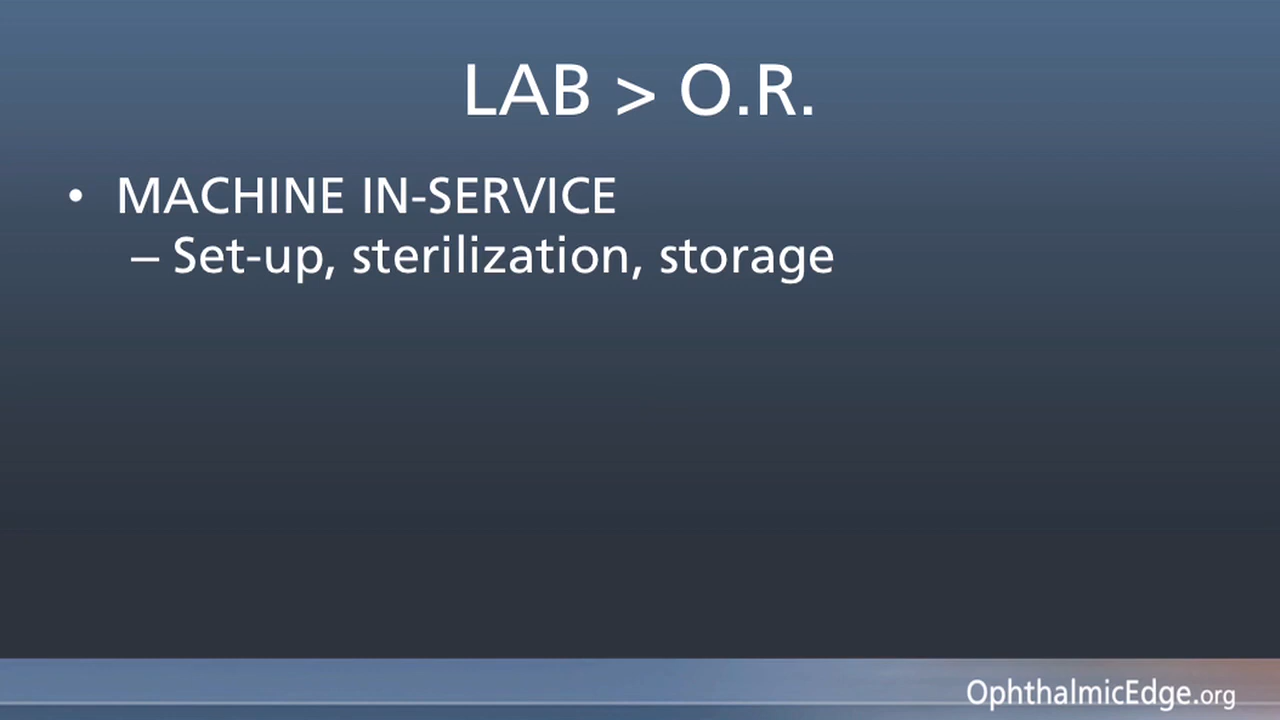 LAB > O.R.
• MACHINE IN-SERVICE
– Set-up, sterilization, storage
OphthalmicEdge.org